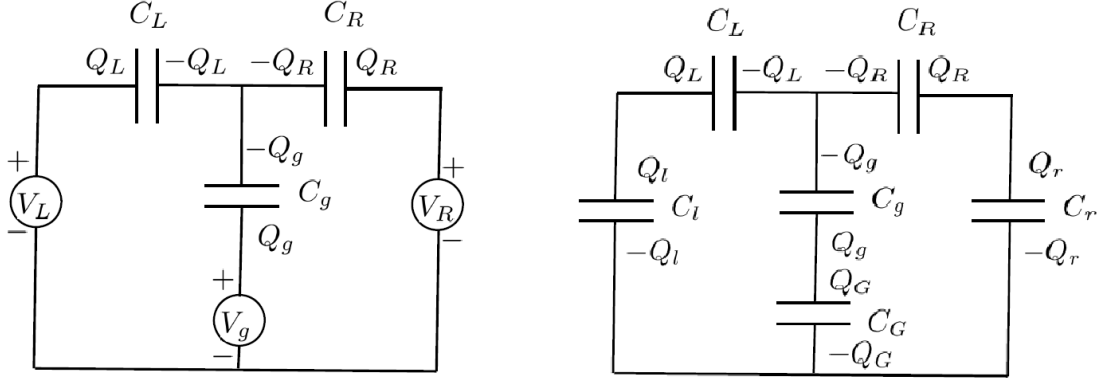 C_L C_R
Q_L -Q_L -Q_R Q_R
+ -Q_g +
V_L C_g V_R
- Q_g -
+
V_g
-
C_L C_R
Q_L -Q_L -Q_R Q_R
Q_l -Q_g Q_r
C_l C_g C_r
-Q_l Q_g -Q_r
Q_G
C_G
-Q_G